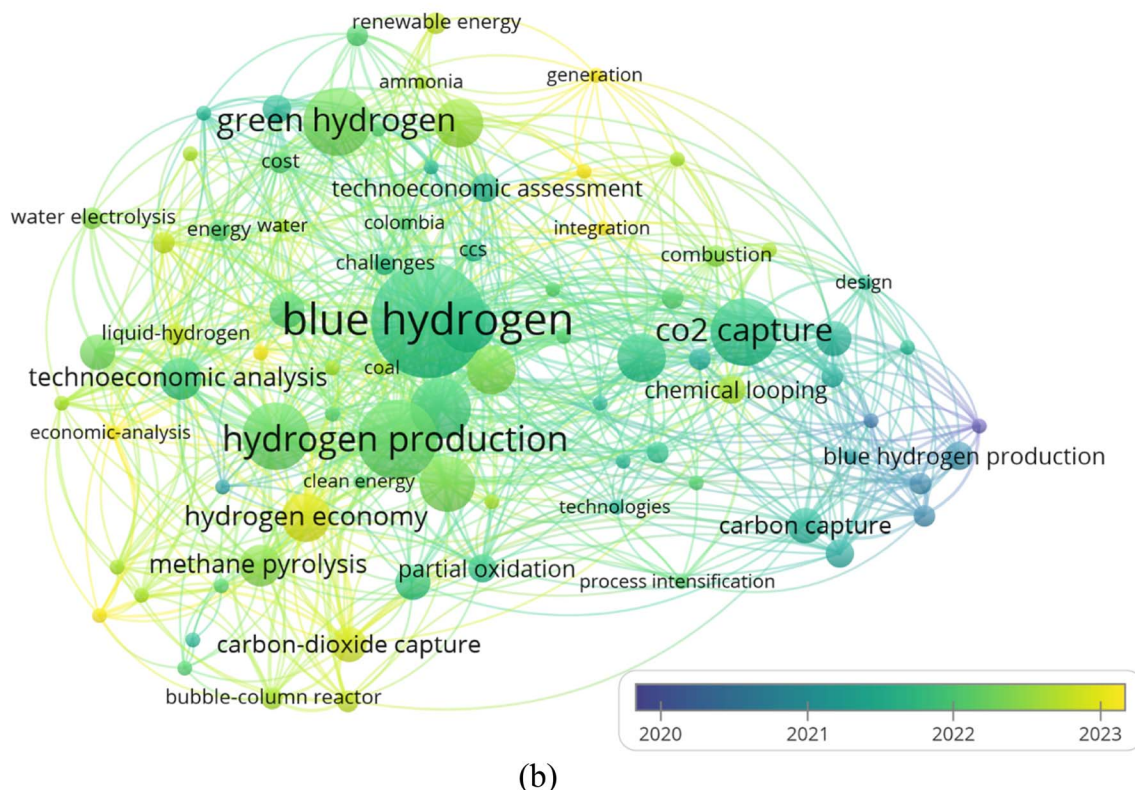 renewable energy
generation
ammonia
green hydrogen
cost
technoeconomic assessment
water electrolysis
energy
water
colombia
integration
ccs
combustion
challenges
design
blue hydrogen
co2 capture
liquid-hydrogen
coal
technoeconomic analysis
chemical looping
economic-analysis
hydrogen production
blue hydrogen production
clean energy
technologies
hydrogen economy
carbon capture
methane pyrolysis
partial oxidation
process intensification
carbon-dioxide capture
bubble-column reactor
2020 2021 2022 2023
(b)